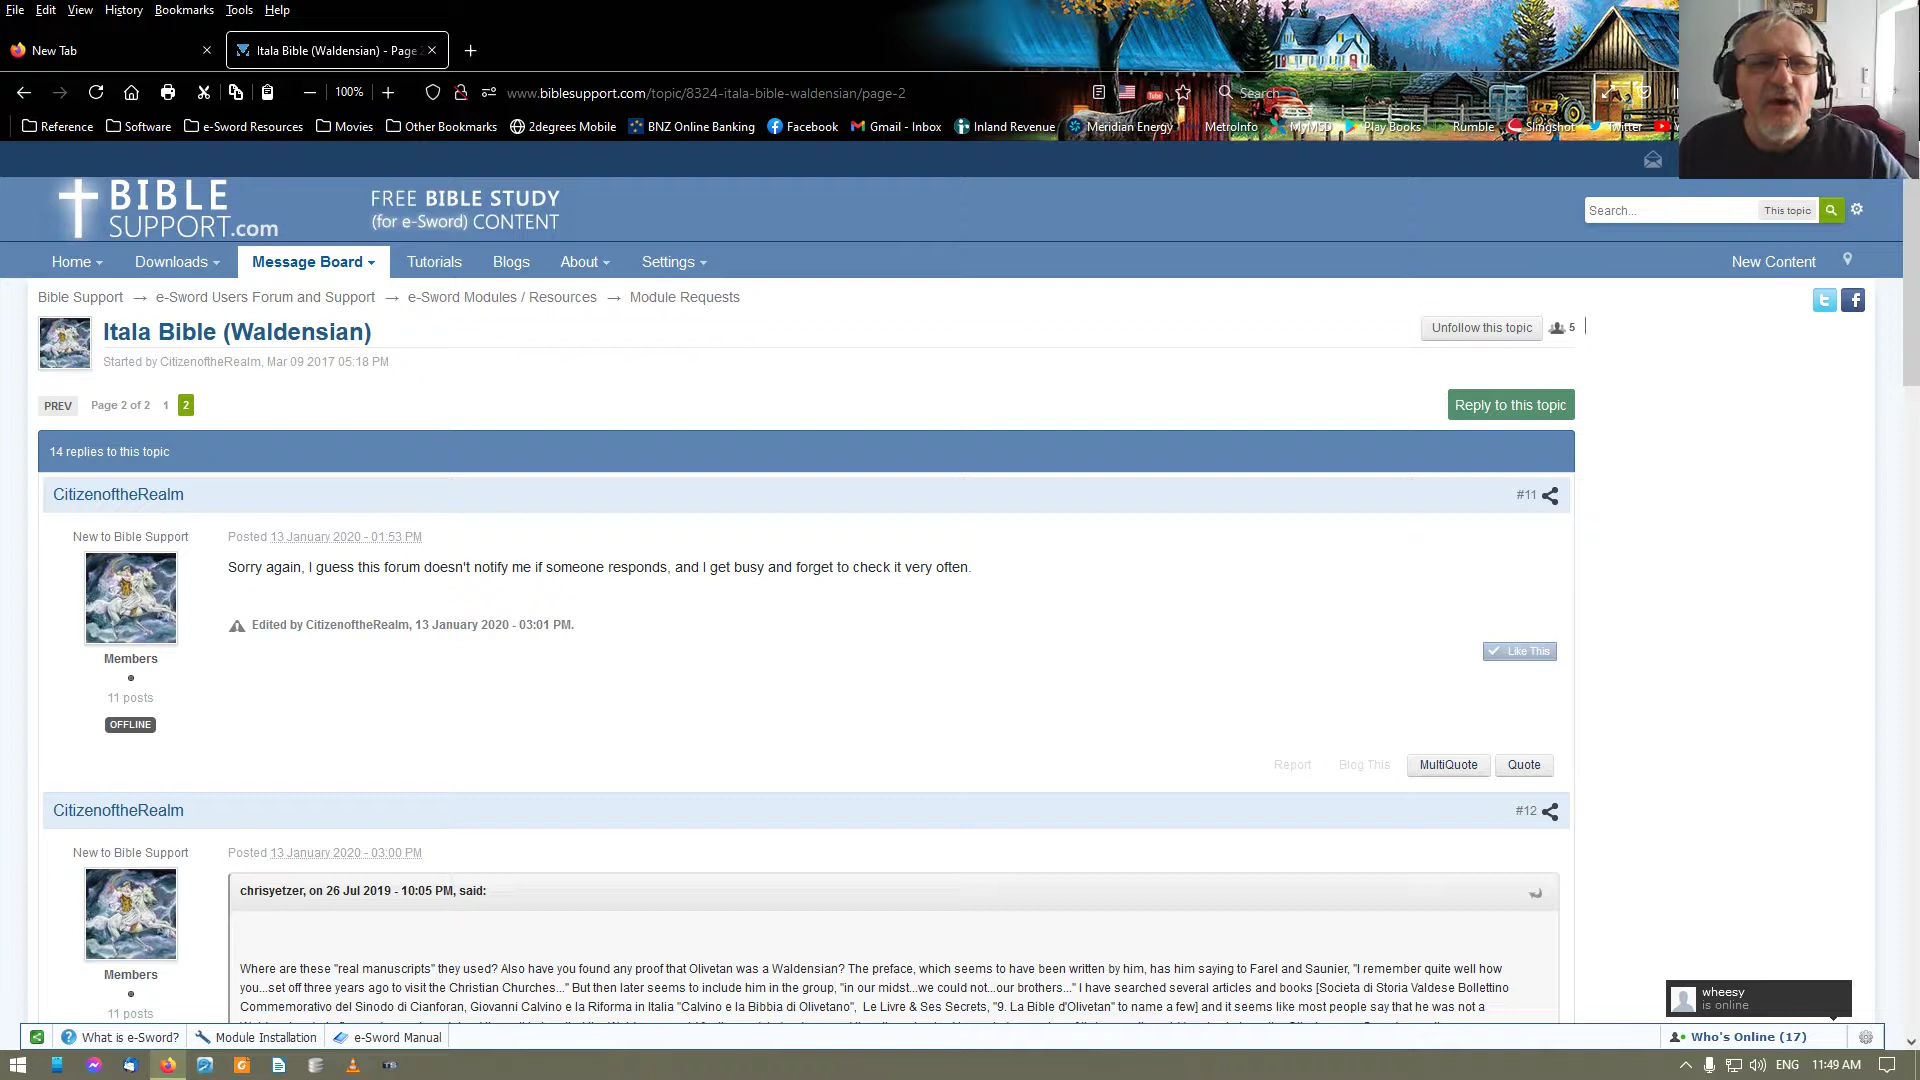 File Edit View History Bookmarks Tools Help
New Tab
Itala Bible (Waldensian) - Page
100%
www.biblesupport.com/topic/8324-itala-bible-waldensian/page-2
Search
Reference Software e-Sword Resources Movies Other Bookmarks 2degrees Mobile BNZ Online Banking Facebook Gmail - Inbox Inland Revenue Meridian Energy MetroInfo MyMSD Play Books Rumble Slingshot Twitter
BIBLE
SUPPORT.com
FREE BIBLE STUDY
(for e-Sword) CONTENT
Search... This topic
Home Downloads Message Board Tutorials Blogs About Settings New Content
Bible Support → e-Sword Users Forum and Support → e-Sword Modules / Resources → Module Requests
Itala Bible (Waldensian)
Unfollow this topic 5
Started by CitizenoftheRealm, Mar 09 2017 05:18 PM
PREV Page 2 of 2 1 2
Reply to this topic
14 replies to this topic
CitizenoftheRealm #11
New to Bible Support
Posted 13 January 2020 - 01:53 PM
Sorry again, I guess this forum doesn't notify me if someone responds, and I get busy and forget to check it very often.
Edited by CitizenoftheRealm, 13 January 2020 - 03:01 PM.
Like This
Members
11 posts
OFFLINE
Report Blog This MultiQuote Quote
CitizenoftheRealm #12
New to Bible Support
Posted 13 January 2020 - 03:00 PM
chrisyetzer, on 26 Jul 2019 - 10:05 PM, said:
Where are these "real manuscripts" they used? Also have you found any proof that Olivetan was a Waldensian? The preface, which seems to have been written by him, has him saying to Farel and Saunier, "I remember quite well how
you...set off three years ago to visit the Christian Churches..." But then later seems to include him in the group, "in our midst...we could not...our brothers..." I have searched several articles and books [Societa di Storia Valdese Bollettino
Commemorativo del Sinodo di Cianforan, Giovanni Calvino e la Riforma in Italia "Calvino e la Bibbia di Olivetano", Le Livre & Ses Secrets, "9. La Bible d'Olivetan" to name a few] and it seems like most people say that he was not a
Members
11 posts
wheesy
is online
What is e-Sword? Module Installation e-Sword Manual
Who's Online (17)
ENG 11:49 AM